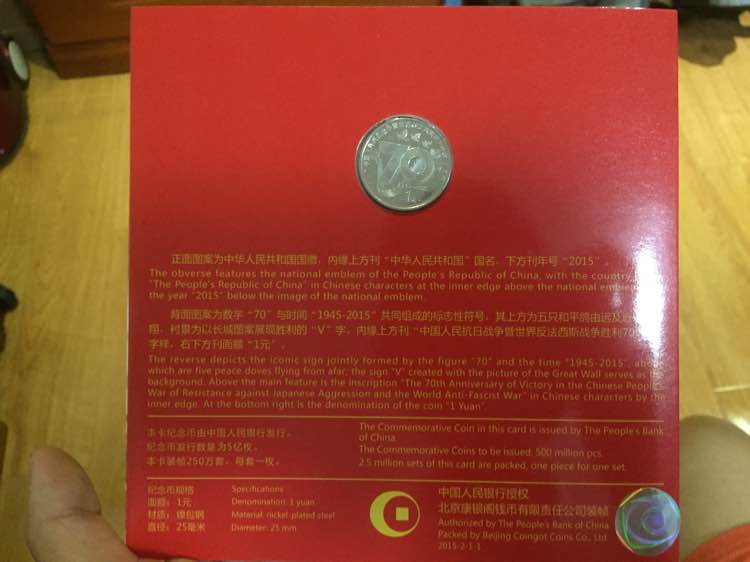 70
1
正面图案为中华人民共和国国徽，内缘上方刊“中华人民共和国”国名，下方刊年号“2015”。
The obverse features the national emblem of the People's Republic of China, with the country
"The People's Republic of China" in Chinese characters at the inner edge above the national emblem
the year "2015" below the image of the national emblem.
背面图案为数字“70”与时间“1945-2015”共同组成的标志性符号，其上方为五只和平鸽由远及
翔，衬景为以长城图案展现胜利的“V”字，内缘上方刊“中国人民抗日战争暨世界反法西斯战争胜利70
字样，右下方刊面额“1元”。
The reverse depicts the iconic sign jointly formed by the figure "70" and the time "1945-2015",
which are five peace doves flying from afar, the sign "V" created with the picture of the Great Wall serves as
background. Above the main feature is the inscription "The 70th Anniversary of Victory in the Chinese People's
War of Resistance against Japanese Aggression and the World Anti-Fascist War" in Chinese characters by the
inner edge. At the bottom right is the denomination of the coin "1 Yuan".
本卡纪念币由中国人民银行发行。
纪念币发行数量为5亿枚。
本卡装帧250万套，每套一枚。
The Commemorative Coin in this card is issued by The People's Bank
of China.
The Commemorative Coins to be issued, 500 million pcs.
2.5 million sets of this card are packed, one piece for one set.
纪念币规格 Specifications
面额：1元 Denomination: 1 yuan
材质：镍包钢 Material: nickel-plated steel
直径：25毫米 Diameter: 25 mm
中国人民银行授权
北京康银阁钱币有限责任公司装帧
Authorized by The People's Bank of China
Packed by Beijing Coingot Coins Co., Ltd
2015-2-1-1